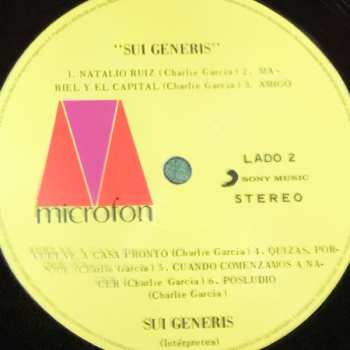 "SUI GENERIS"
1. NATALIO RUIZ (Charlie García) 2. MA-
RIEL Y EL CAPITAL (Charlie García) 3. AMIGO
LADO 2
SONY MUSIC
STEREO
microfon
VUELVE A CASA PRONTO (Charlie García) 4. QUIZAS, POR-
QUE (Charlie García) 5. CUANDO COMENZAMOS A NA-
CER (Charlie García) 6. POSLUDIO
(Charlie García)
SUI GENERIS
(Intérpretes)